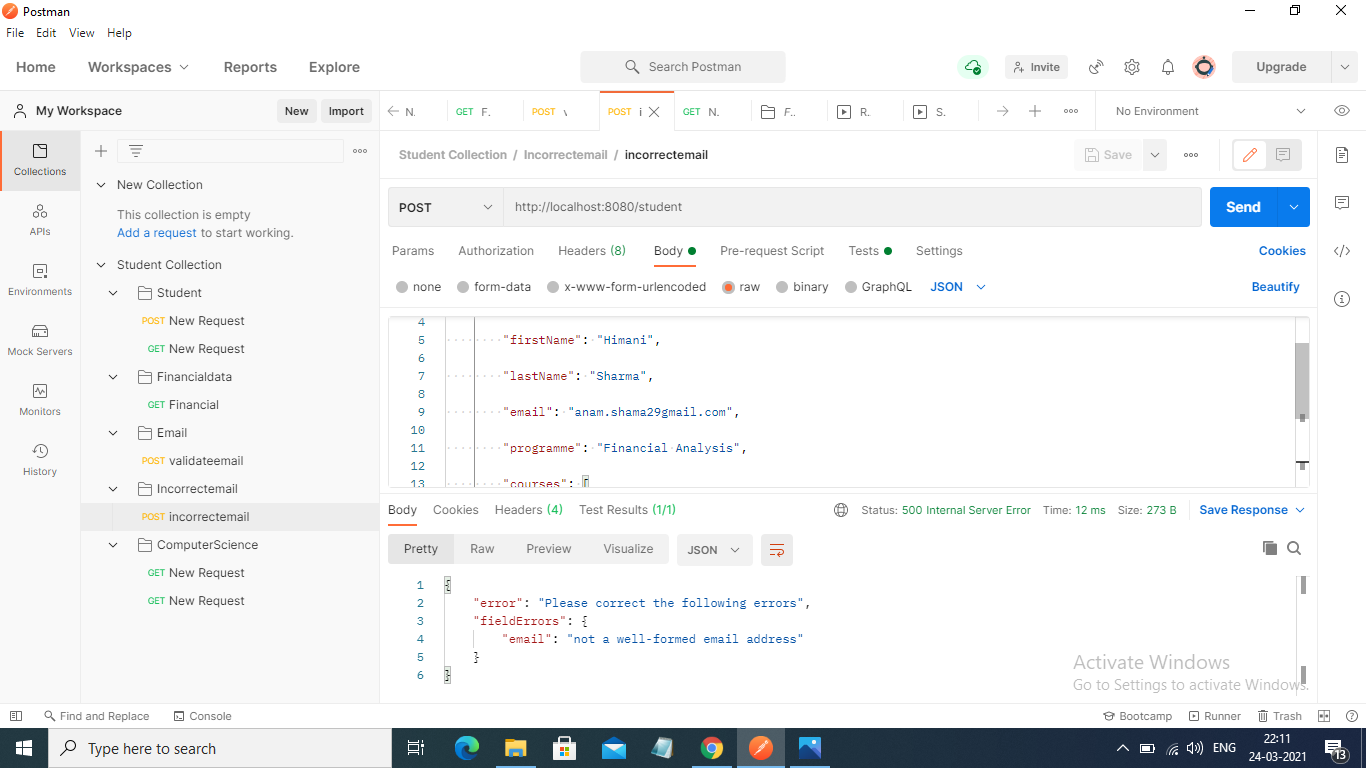 Postman
File Edit View Help
Home Workspaces Reports Explore Search Postman Invite Upgrade
My Workspace New Import N. GET F. POST POST i GET N. F.. R. S. No Environment
Collections
APIs
Environments
Mock Servers
Monitors
History
New Collection
This collection is empty
Add a request to start working.
Student Collection
Student
POST New Request
GET New Request
Financialdata
GET Financial
Email
POST validateemail
Incorrectemail
POST incorrectemail
ComputerScience
GET New Request
GET New Request
Student Collection / Incorrectemail / incorrectemail Save
POST http://localhost:8080/student Send
Params Authorization Headers (8) Body Pre-request Script Tests Settings Cookies
none form-data x-www-form-urlencoded raw binary GraphQL JSON Beautify
4
5 "firstName": "Himani",
6
7 "lastName": "Sharma",
8
9 "email": "anam.shama29gmail.com",
10
11 "programme": "Financial Analysis",
12
13 "courses": [
Body Cookies Headers (4) Test Results (1/1) Status: 500 Internal Server Error Time: 12 ms Size: 273 B Save Response
Pretty Raw Preview Visualize JSON
1 {
2 "error": "Please correct the following errors",
3 "fieldErrors": {
4 "email": "not a well-formed email address"
5 }
6 }
Activate Windows
Go to Settings to activate Windows.
Find and Replace Console Bootcamp Runner Trash
Type here to search ENG 22:11
24-03-2021 13